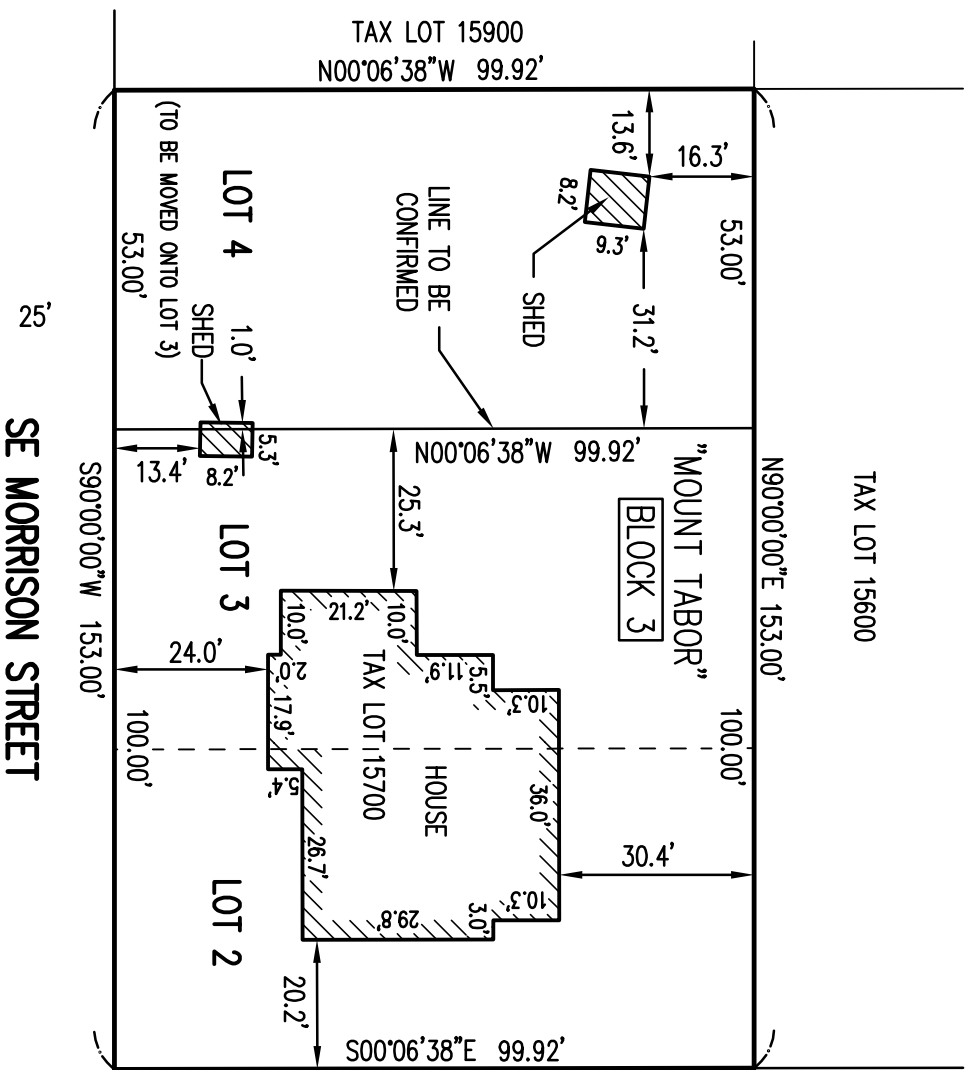 TAX LOT 15900
N00°06'38"W 99.92'
TAX LOT 15600
N90°00'00"E 153.00'
53.00'
100.00'
16.3'
13.6'
8.2'
9.3'
SHED
31.2'
LINE TO BE
CONFIRMED
"MOUNT TABOR"
BLOCK 3
N00°06'38"W 99.92'
LOT 4
(TO BE MOVED ONTO LOT 3)
SHED
1.0'
5.3'
8.2'
13.4'
53.00'
25.3'
LOT 3
24.0'
10.0'
21.2'
10.0'
11.9'
5.5'
10.3'
36.0'
10.3'
3.0'
29.8'
26.7'
5.4'
17.9'
2.0'
TAX LOT 15700
HOUSE
30.4'
LOT 2
20.2'
S00°06'38"E 99.92'
100.00'
S90°00'00"W 153.00'
25'
SE MORRISON STREET